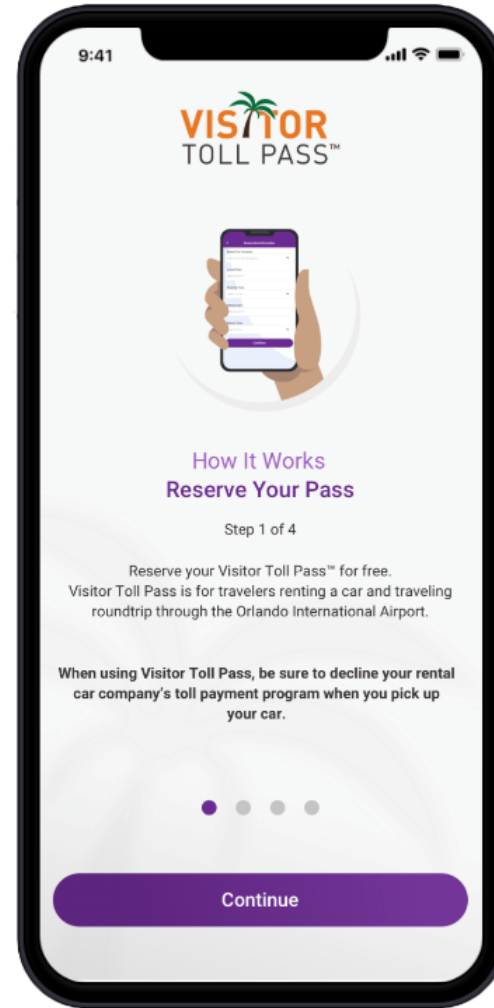 9:41
VISITOR
TOLL PASS™
Continue
How It Works
Reserve Your Pass
Step 1 of 4
Reserve your Visitor Toll Pass™ for free.
Visitor Toll Pass is for travelers renting a car and traveling
roundtrip through the Orlando International Airport.
When using Visitor Toll Pass, be sure to decline your rental
car company's toll payment program when you pick up
your car.
Continue